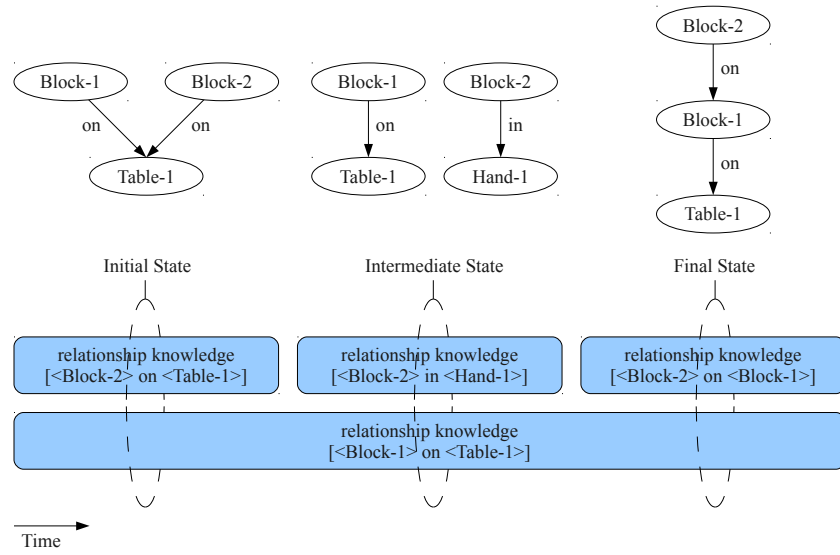 Block-2
Block-1 Block-2 Block-1 Block-2
on
on on on in
Block-1
on
Table-1 Table-1 Hand-1
Table-1
Initial State Intermediate State Final State
relationship knowledge
[<Block-2> on <Table-1>]
relationship knowledge
[<Block-2> in <Hand-1>]
relationship knowledge
[<Block-2> on <Block-1>]
relationship knowledge
[<Block-1> on <Table-1>]
Time